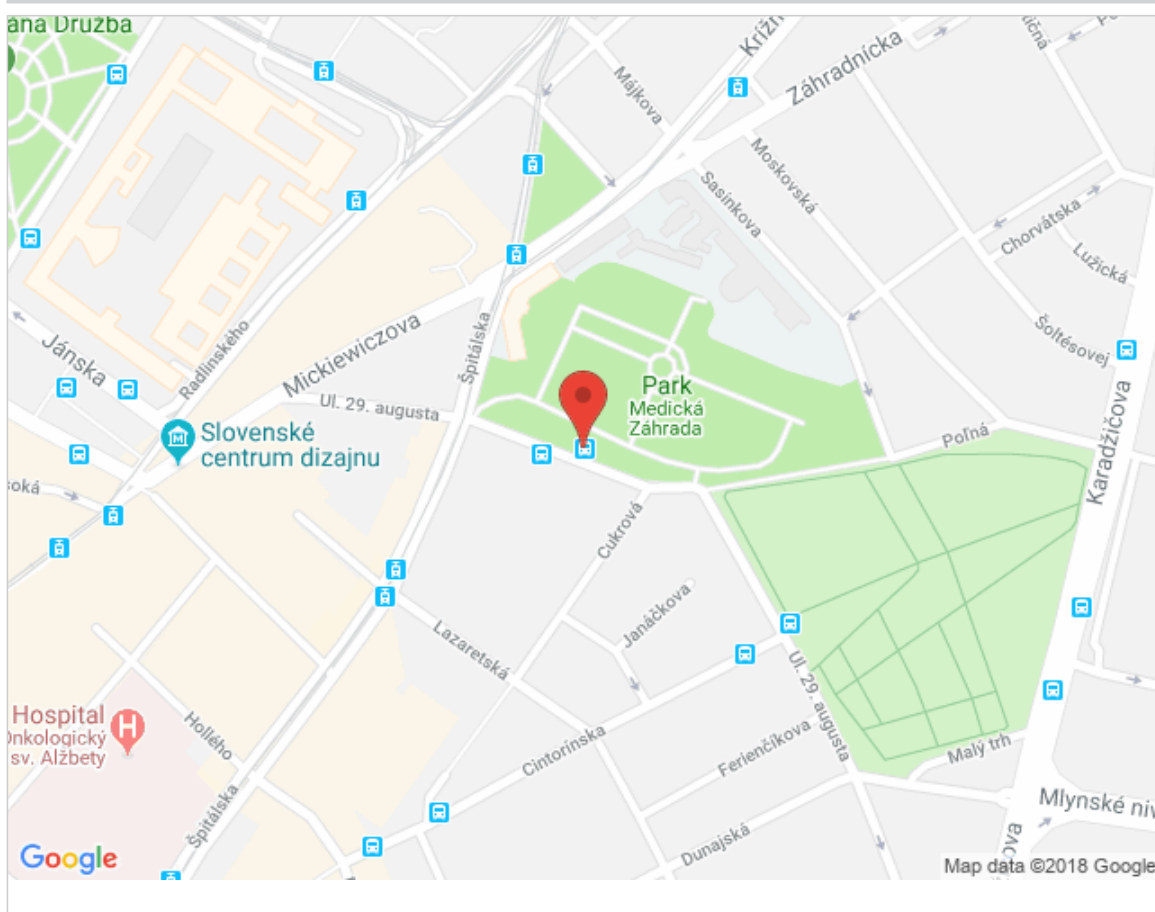 ana Družba
Križn
Záhradnícka
Májkova
Moskovská
Sasinkova
Chorvátska
Lužická
Šoltésovej
Karadžičova
Jánska
Radlinského
Mickiewiczova
Špitálska
Ul. 29. augusta
Slovenské
centrum dizajnu
Park
Medická
Záhrada
Poľná
soká
Cukrová
Janáčkova
Lazaretská
Ul. 29. augusta
Hospital
Onkologický
sv. Alžbety
Hollého
Cintorínska
Ferienčíkova
Malý trh
Mlynské niv
Špitálska
Dunajská
ova
Google
Map data ©2018 Google